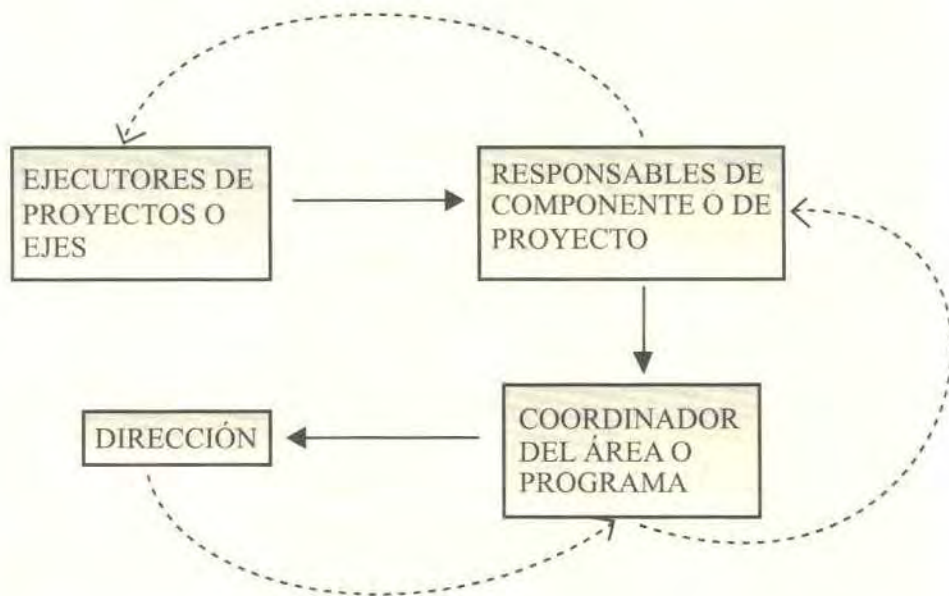 EJECUTORES DE
PROYECTOS O
EJES
RESPONSABLES DE
COMPONENTE O DE
PROYECTO
DIRECCIÓN
COORDINADOR
DEL ÁREA O
PROGRAMA